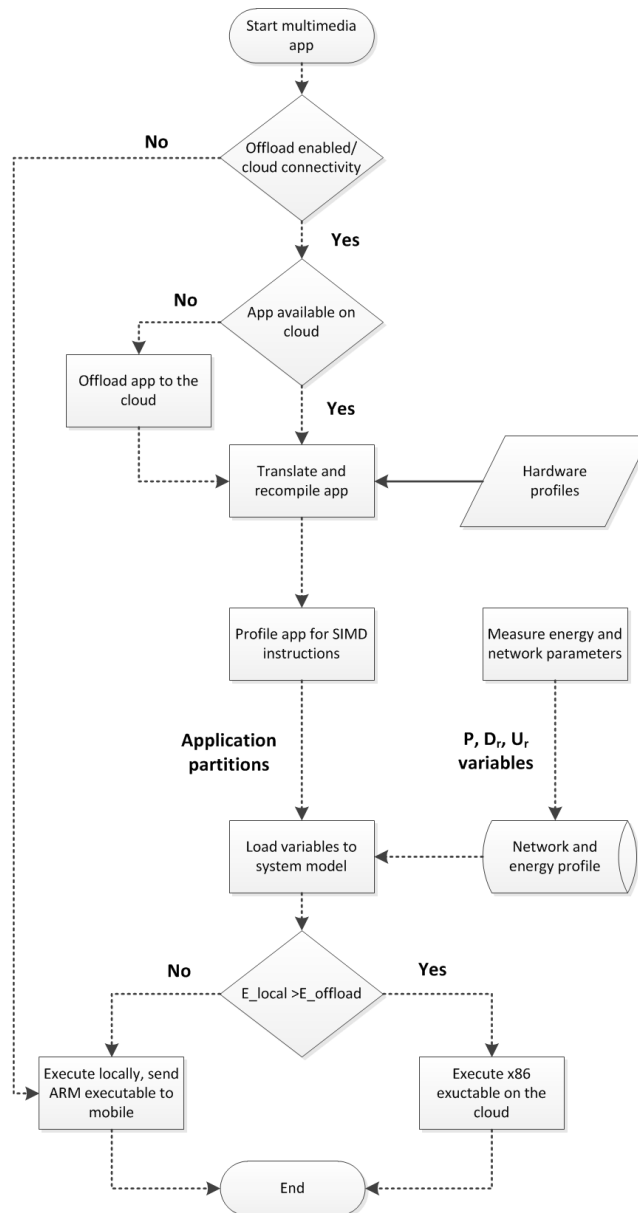 Start multimedia
app
No
Offload enabled/
cloud connectivity
Yes
No
App available on
cloud
Offload app to the
cloud
Yes
Translate and
recompile app
Hardware
profiles
Profile app for SIMD
instructions
Measure energy and
network parameters
Application
partitions
P, Dᵣ, Uᵣ
variables
Load variables to
system model
Network and
energy profile
No
E_local >E_offload
Yes
Execute locally, send
ARM executable to
mobile
Execute x86
exuctable on the
cloud
End